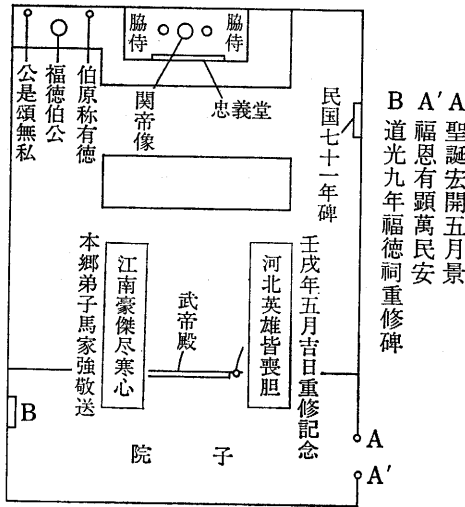 A 聖誕宏開五月景
A′ 福恩有顕萬民安
B 道光九年福徳祠重修碑
脇侍
脇侍
忠義堂
関帝像
伯原称有徳
福徳伯公
公是頌無私
民国七十一年碑
壬戌年五月吉日重修記念
河北英雄皆喪胆
武帝殿
江南豪傑尽寒心
本郷弟子馬家強敬送
B
院子
A
A′